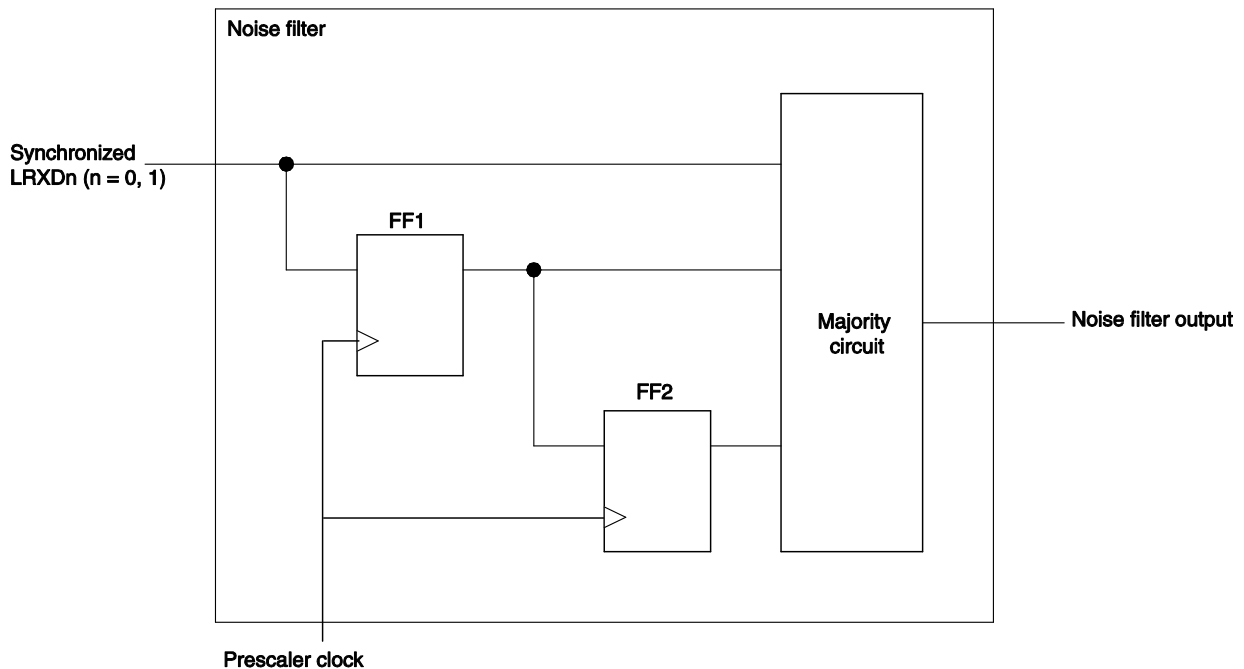 Noise filter
Synchronized
LRXDn (n = 0, 1)
FF1
Majority
circuit
Noise filter output
FF2
Prescaler clock